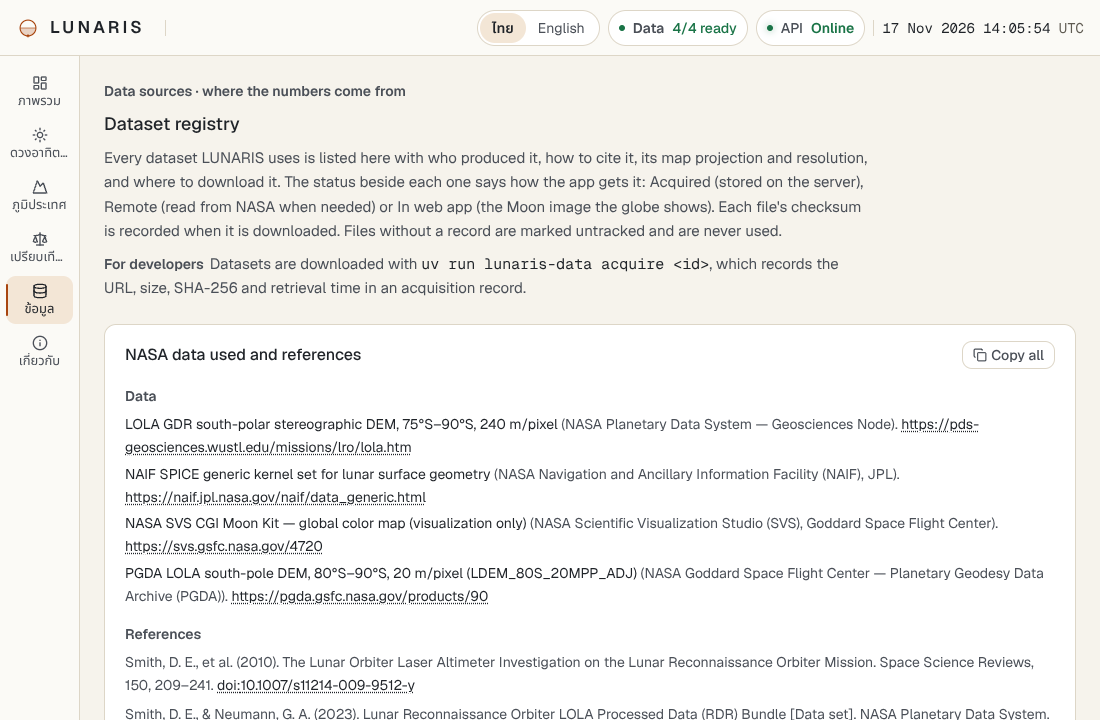 LUNARIS
ไทย English
Data 4/4 ready
API Online
17 Nov 2026 14:05:54 UTC
ภาพรวม
ดวงอาทิต...
ภูมิประเทศ
เปรียบเที...
ข้อมูล
เกี่ยวกับ
Data sources · where the numbers come from
Dataset registry
Every dataset LUNARIS uses is listed here with who produced it, how to cite it, its map projection and resolution,
and where to download it. The status beside each one says how the app gets it: Acquired (stored on the server),
Remote (read from NASA when needed) or In web app (the Moon image the globe shows). Each file's checksum
is recorded when it is downloaded. Files without a record are marked untracked and are never used.
For developers Datasets are downloaded with uv run lunaris-data acquire <id>, which records the
URL, size, SHA-256 and retrieval time in an acquisition record.
NASA data used and references
Copy all
Data
LOLA GDR south-polar stereographic DEM, 75°S–90°S, 240 m/pixel (NASA Planetary Data System — Geosciences Node). https://pds-
geosciences.wustl.edu/missions/lro/lola.htm
NAIF SPICE generic kernel set for lunar surface geometry (NASA Navigation and Ancillary Information Facility (NAIF), JPL).
https://naif.jpl.nasa.gov/naif/data_generic.html
NASA SVS CGI Moon Kit — global color map (visualization only) (NASA Scientific Visualization Studio (SVS), Goddard Space Flight Center).
https://svs.gsfc.nasa.gov/4720
PGDA LOLA south-pole DEM, 80°S–90°S, 20 m/pixel (LDEM_80S_20MPP_ADJ) (NASA Goddard Space Flight Center — Planetary Geodesy Data
Archive (PGDA)). https://pgda.gsfc.nasa.gov/products/90
References
Smith, D. E., et al. (2010). The Lunar Orbiter Laser Altimeter Investigation on the Lunar Reconnaissance Orbiter Mission. Space Science Reviews,
150, 209–241. doi:10.1007/s11214-009-9512-y
Smith, D. E., & Neumann, G. A. (2023). Lunar Reconnaissance Orbiter LOLA Processed Data (RDR) Bundle [Data set]. NASA Planetary Data System.